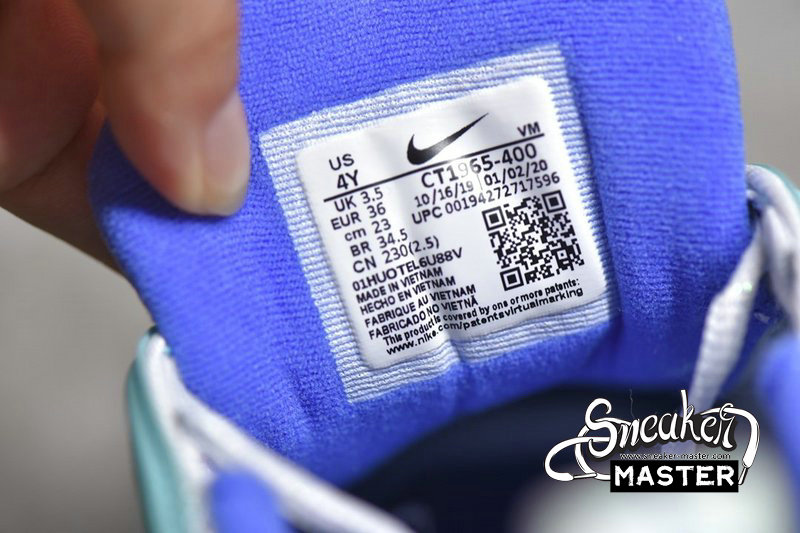 US
VM
4Y
CT1965-400
UK 3.5
10/16/19 01/02/20
EUR 36
UPC 00194272717596
cm 23
BR 34.5
CN 230(2.5)
01HUOTEL6U88V
MADE IN VIETNAM
HECHO EN VIETNAM
FABRIQUE AU VIETNAM
FABRICADO NO VIETNÃ
This product is covered by one or more patents:
www.nike.com/patentsvirtualmarking
Sneaker
www.sneaker-master.com
MASTER